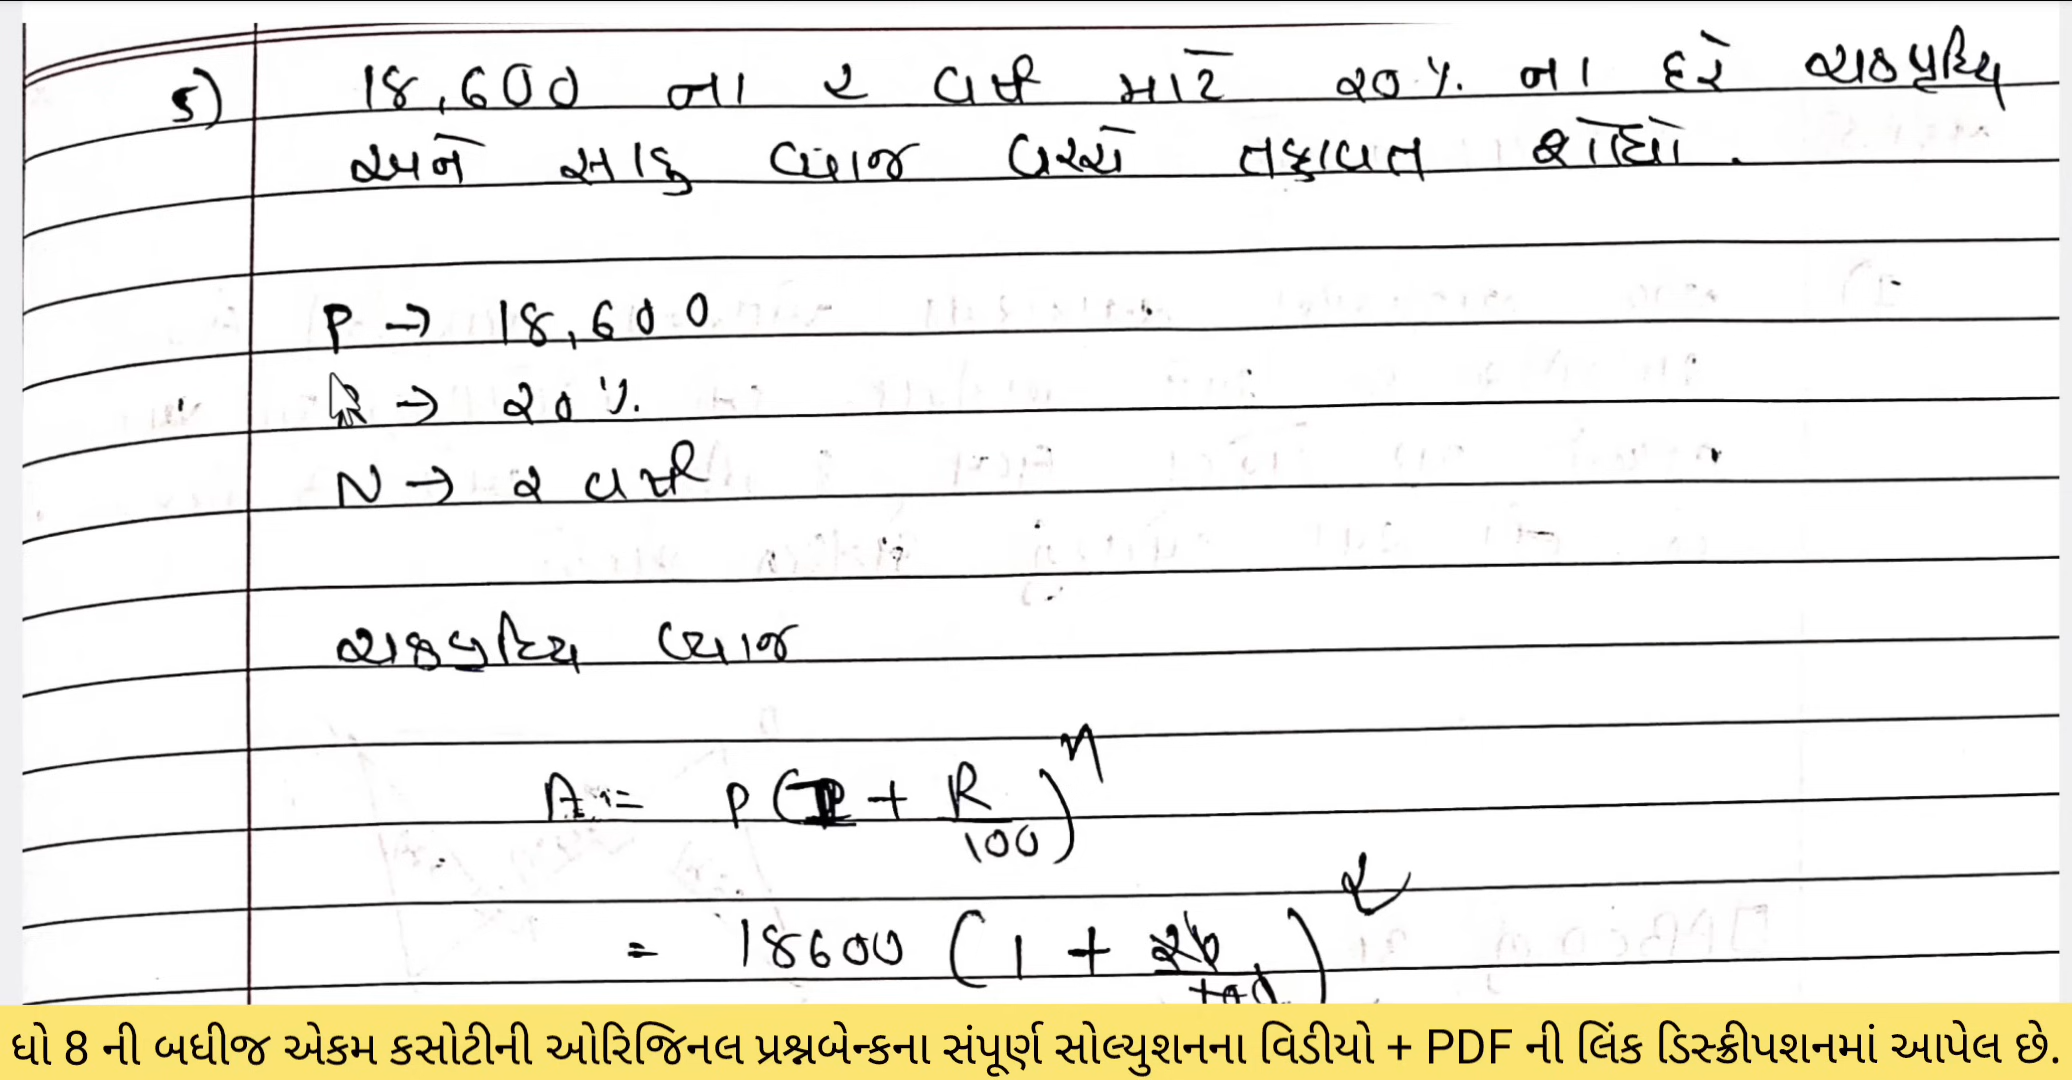 5) 18,600 ના ૨ વર્ષ માટે ૨૦% ના દરે ચક્રવૃદ્ધિ
અને સાદુ વ્યાજ વચ્ચે તફાવત શોધો.
P → 18,600
R → ૨૦%
N → ૨ વર્ષ
ચક્રવૃદ્ધિ વ્યાજ
A = P(1 + R/100)^n
= 18600 (1 + ૨૦/100)^૨
ધો 8 ની બધીજ એકમ કસોટીની ઓરિજિનલ પ્રશ્નબેન્કના સંપૂર્ણ સોલ્યુશનના વિડીયો + PDF ની લિંક ડિસ્ક્રીપશનમાં આપેલ છે.